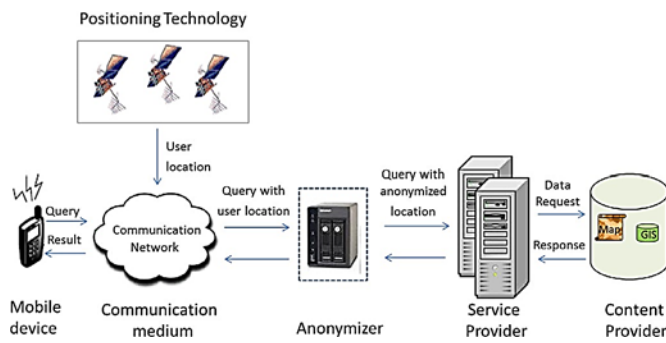 Positioning Technology
User
location
Query
Result
Communication
Network
Query with
user location
Query with
anonymized
location
Data
Request
Response
Map
GIS
Mobile
device
Communication
medium
Anonymizer
Service
Provider
Content
Provider